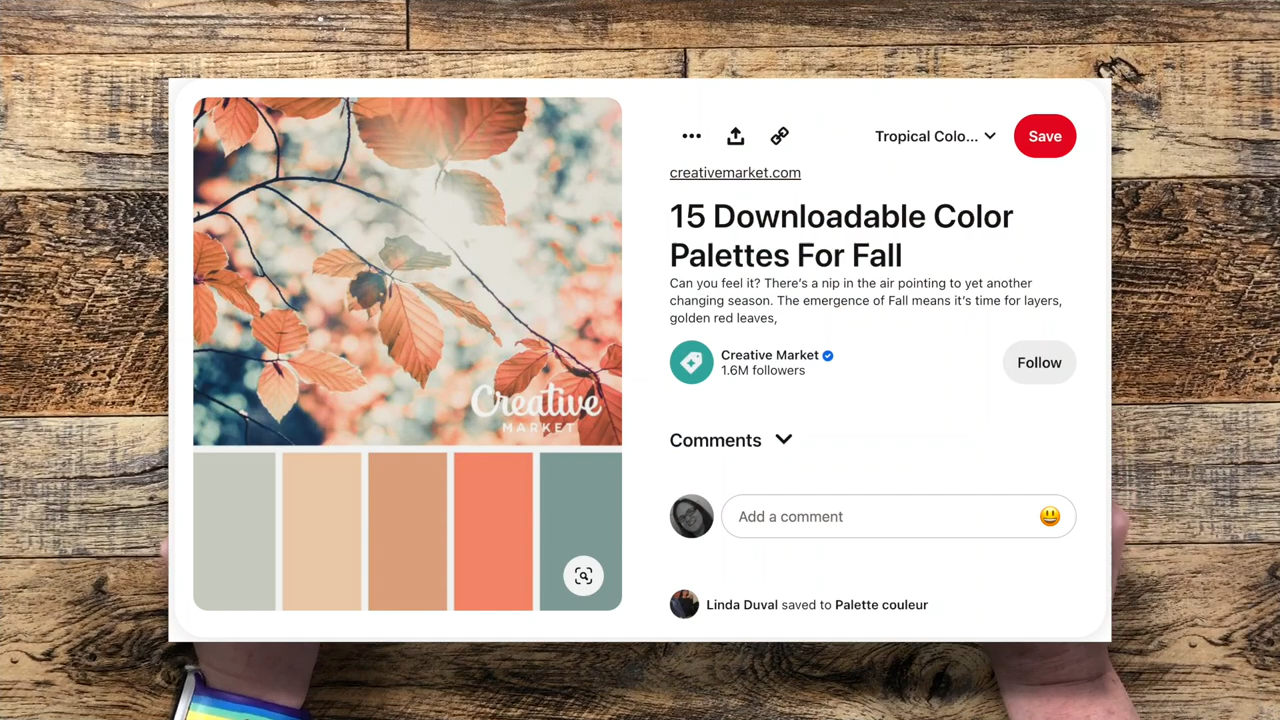 Creative
MARKET
Tropical Colo...
Save
creativemarket.com
15 Downloadable Color
Palettes For Fall
Can you feel it? There's a nip in the air pointing to yet another
changing season. The emergence of Fall means it's time for layers,
golden red leaves,
Creative Market
1.6M followers
Follow
Comments
Add a comment
Linda Duval saved to Palette couleur